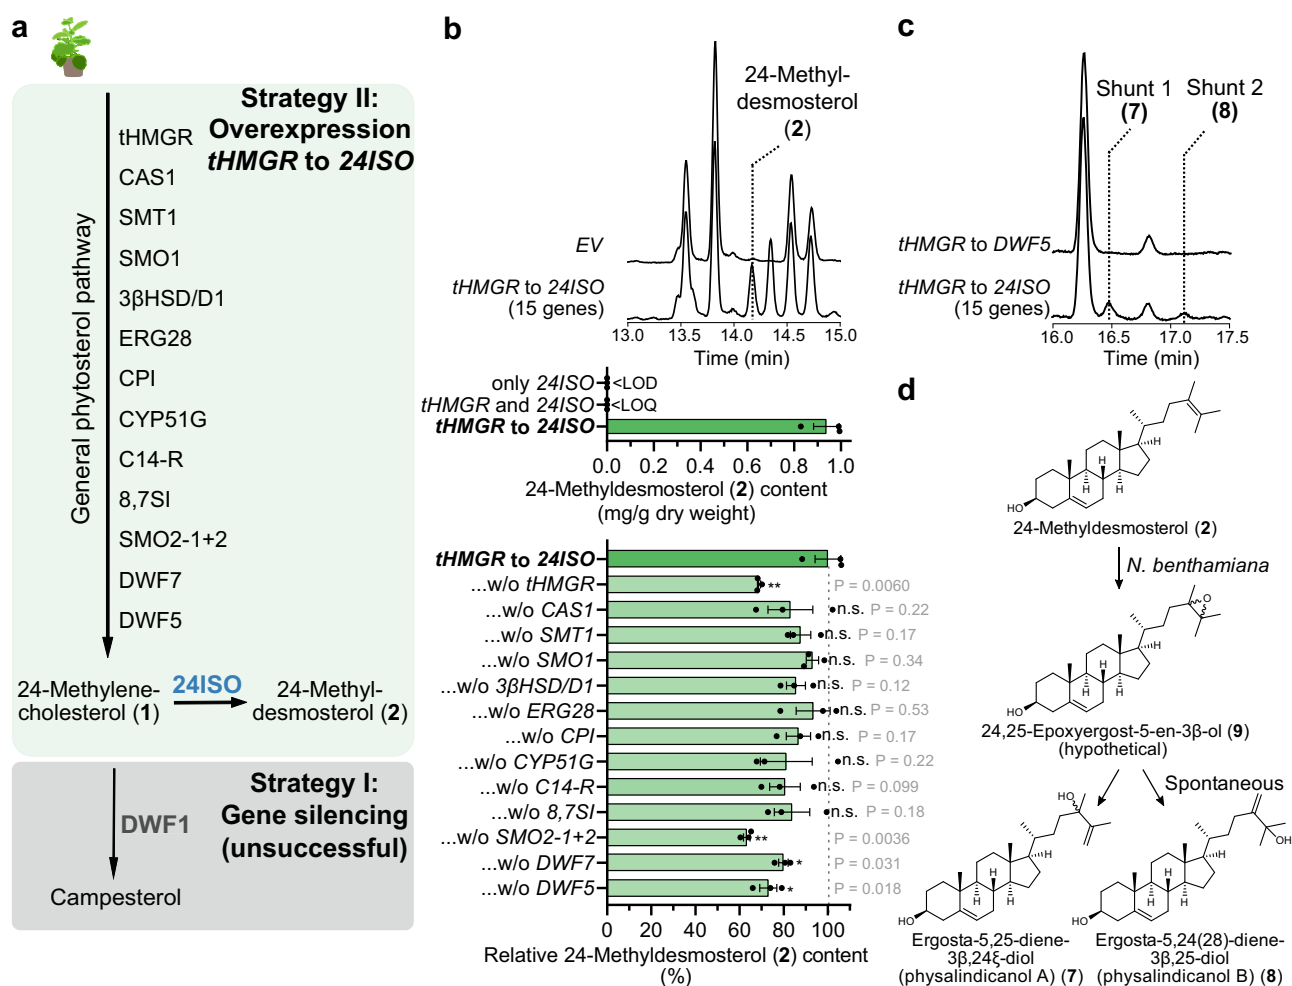 a
Strategy II:
Overexpression
tHMGR to 24ISO
General phytosterol pathway
tHMGR
CAS1
SMT1
SMO1
3βHSD/D1
ERG28
CPI
CYP51G
C14-R
8,7SI
SMO2-1+2
DWF7
DWF5
24-Methylene-
cholesterol (1)
24ISO
24-Methyl-
desmosterol (2)
Strategy I:
Gene silencing
(unsuccessful)
DWF1
Campesterol
b
24-Methyl-
desmosterol
(2)
EV
tHMGR to 24ISO
(15 genes)
13.0 13.5 14.0 14.5 15.0
Time (min)
only 24ISO <LOD
tHMGR and 24ISO <LOQ
tHMGR to 24ISO
0.0 0.2 0.4 0.6 0.8 1.0
24-Methyldesmosterol (2) content
(mg/g dry weight)
tHMGR to 24ISO
...w/o tHMGR ** P = 0.0060
...w/o CAS1 n.s. P = 0.22
...w/o SMT1 n.s. P = 0.17
...w/o SMO1 n.s. P = 0.34
...w/o 3βHSD/D1 n.s. P = 0.12
...w/o ERG28 n.s. P = 0.53
...w/o CPI n.s. P = 0.17
...w/o CYP51G n.s. P = 0.22
...w/o C14-R n.s. P = 0.099
...w/o 8,7SI n.s. P = 0.18
...w/o SMO2-1+2 ** P = 0.0036
...w/o DWF7 * P = 0.031
...w/o DWF5 * P = 0.018
0 20 40 60 80 100
Relative 24-Methyldesmosterol (2) content
(%)
c
Shunt 1
(7)
Shunt 2
(8)
tHMGR to DWF5
tHMGR to 24ISO
(15 genes)
16.0 16.5 17.0 17.5
Time (min)
d
H
H
H
H
HO
24-Methyldesmosterol (2)
N. benthamiana
O
H
H
H
H
HO
24,25-Epoxyergost-5-en-3β-ol (9)
(hypothetical)
Spontaneous
HO
H
H
H
H
HO
Ergosta-5,25-diene-
3β,24ξ-diol
(physalindicanol A) (7)
OH
H
H
H
H
HO
Ergosta-5,24(28)-diene-
3β,25-diol
(physalindicanol B) (8)